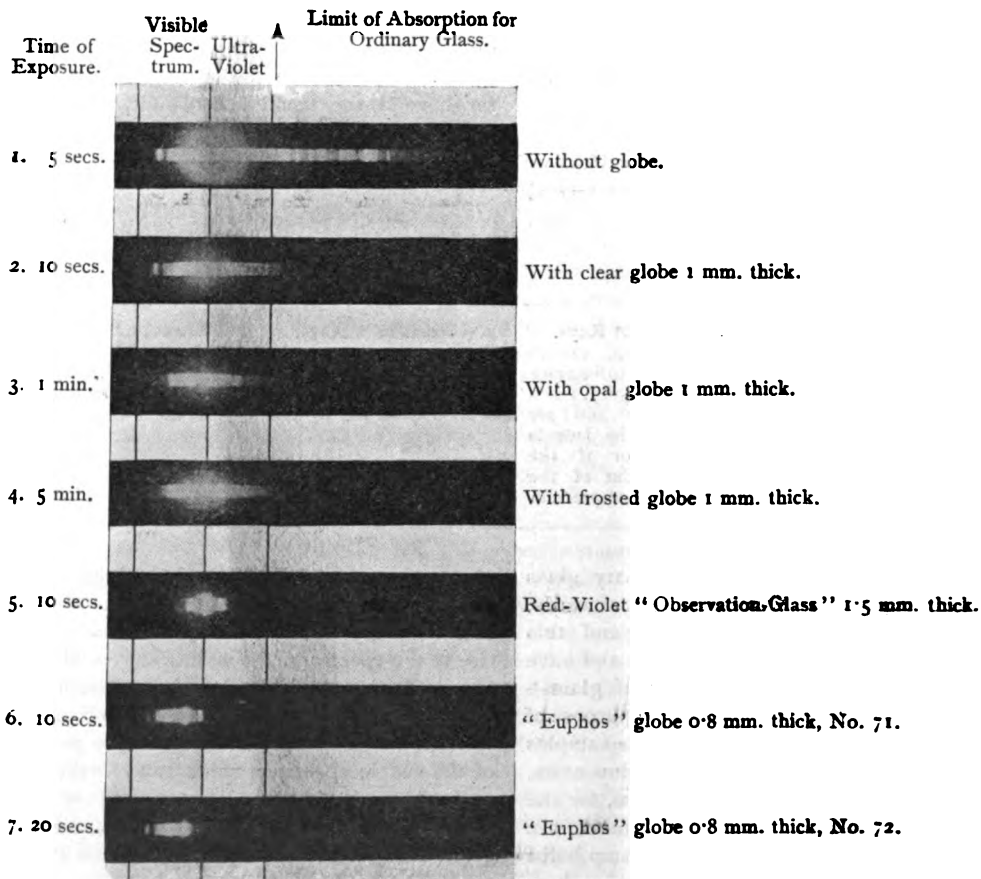 Time of
Exposure.
Visible
Spec-
trum.
Ultra-
Violet
Limit of Absorption for
Ordinary Glass.
1. 5 secs. Without globe.
2. 10 secs. With clear globe 1 mm. thick.
3. 1 min. With opal globe 1 mm. thick.
4. 5 min. With frosted globe 1 mm. thick.
5. 10 secs. Red-Violet “Observation Glass” 1·5 mm. thick.
6. 10 secs. “Euphos” globe 0·8 mm. thick, No. 71.
7. 20 secs. “Euphos” globe 0·8 mm. thick, No. 72.